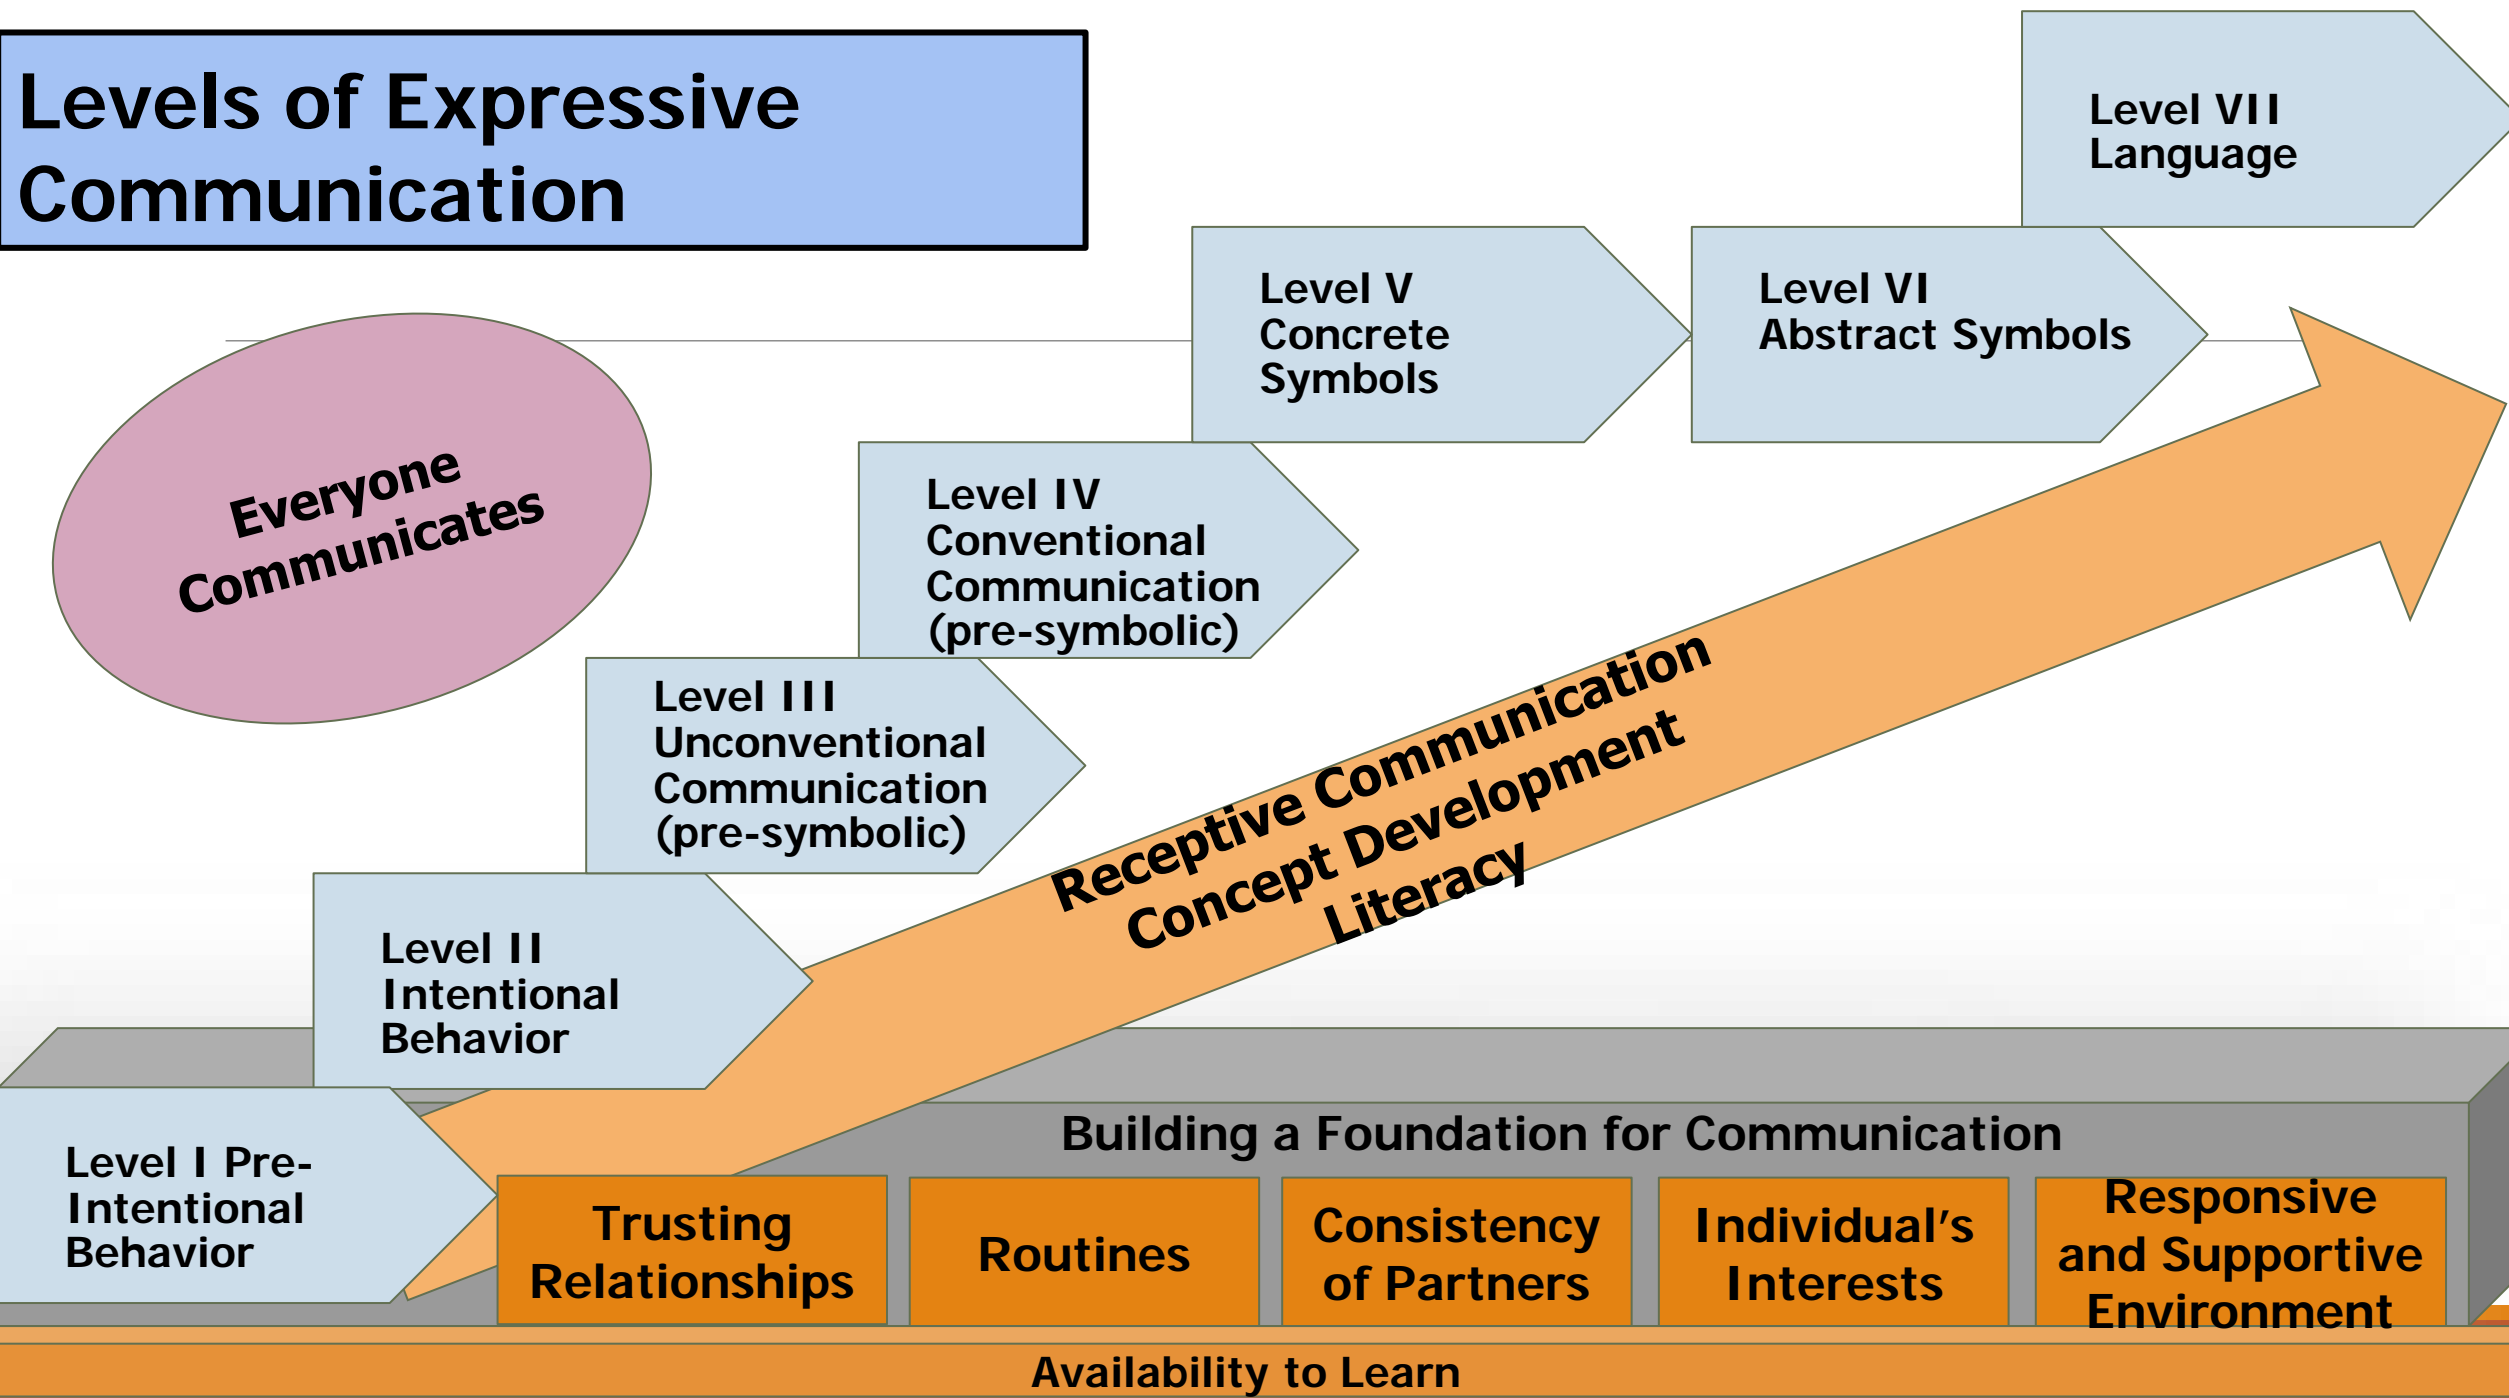 Levels of Expressive
Communication
Level VII
Language
Level V
Concrete
Symbols
Level VI
Abstract Symbols
Everyone
Communicates
Level IV
Conventional
Communication
(pre-symbolic)
Level III
Unconventional
Communication
(pre-symbolic)
Receptive Communication
Concept Development
Literacy
Level II
Intentional
Behavior
Level I Pre-
Intentional
Behavior
Building a Foundation for Communication
Trusting
Relationships
Routines
Consistency
of Partners
Individual’s
Interests
Responsive
and Supportive
Environment
Availability to Learn